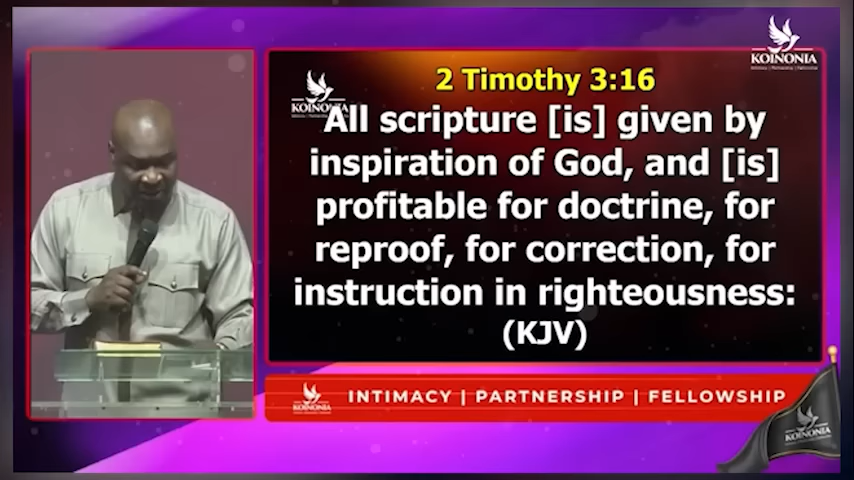 KOINONIA
2 Timothy 3:16
KOINONIA
All scripture [is] given by
inspiration of God, and [is]
profitable for doctrine, for
reproof, for correction, for
instruction in righteousness:
(KJV)
KOINONIA
INTIMACY | PARTNERSHIP | FELLOWSHIP
KOINONIA